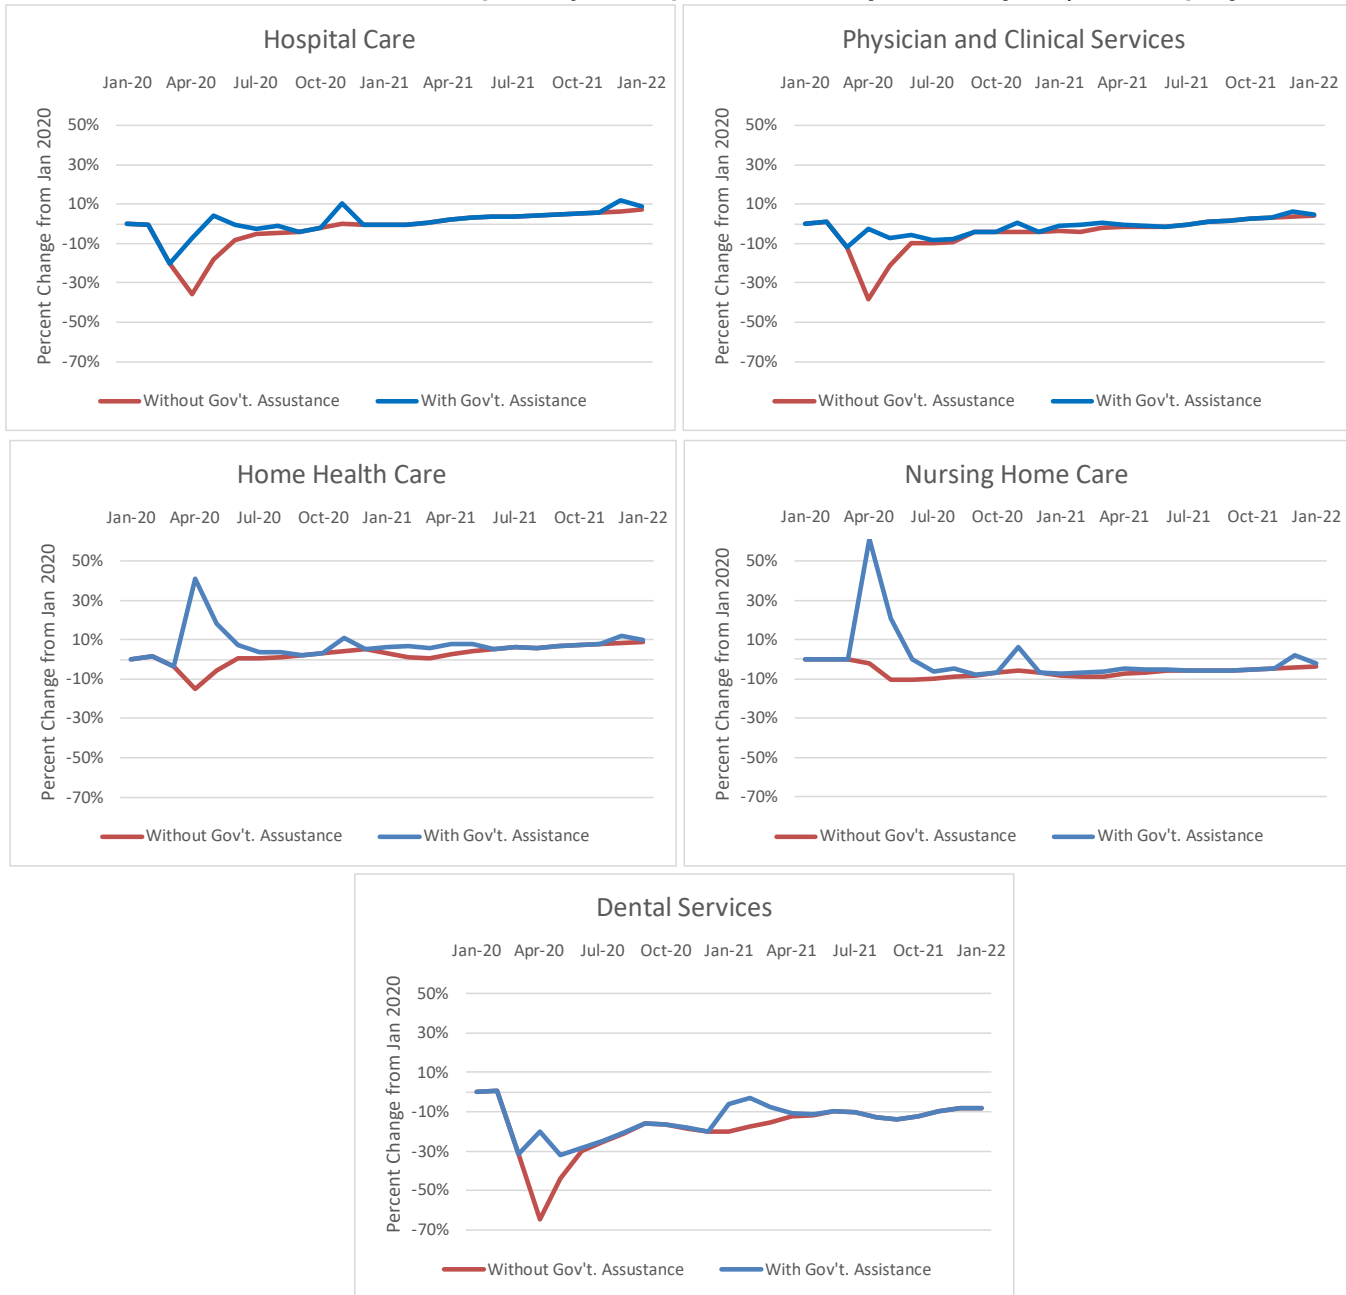 Hospital Care
Jan-20 Apr-20 Jul-20 Oct-20 Jan-21 Apr-21 Jul-21 Oct-21 Jan-22
Percent Change from Jan 2020
50%
30%
10%
-10%
-30%
-50%
-70%
Without Gov't. Assustance With Gov't. Assistance
Physician and Clinical Services
Jan-20 Apr-20 Jul-20 Oct-20 Jan-21 Apr-21 Jul-21 Oct-21 Jan-22
Percent Change from Jan 2020
50%
30%
10%
-10%
-30%
-50%
-70%
Without Gov't. Assustance With Gov't. Assistance
Home Health Care
Jan-20 Apr-20 Jul-20 Oct-20 Jan-21 Apr-21 Jul-21 Oct-21 Jan-22
Percent Change from Jan 2020
50%
30%
10%
-10%
-30%
-50%
-70%
Without Gov't. Assustance With Gov't. Assistance
Nursing Home Care
Jan-20 Apr-20 Jul-20 Oct-20 Jan-21 Apr-21 Jul-21 Oct-21 Jan-22
Percent Change from Jan 2020
50%
30%
10%
-10%
-30%
-50%
-70%
Without Gov't. Assustance With Gov't. Assistance
Dental Services
Jan-20 Apr-20 Jul-20 Oct-20 Jan-21 Apr-21 Jul-21 Oct-21 Jan-22
Percent Change from Jan 2020
50%
30%
10%
-10%
-30%
-50%
-70%
Without Gov't. Assustance With Gov't. Assistance